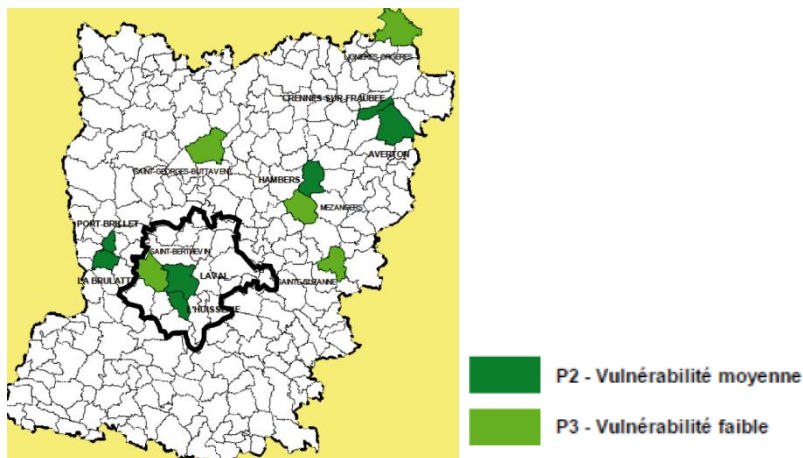 LIGNIERES-ORGERES
CRENNES-SUR-FRAUBEE
AVERTON
SAINT-GEORGES-BUTTAVENT
HAMBERS
MEZANGERS
PORT-BRILLET
SAINT-BERTHEVIN
LAVAL
LA BRULATTE
SAINTE-SUZANNE
L'HUISSERIE
P2 - Vulnérabilité moyenne
P3 - Vulnérabilité faible